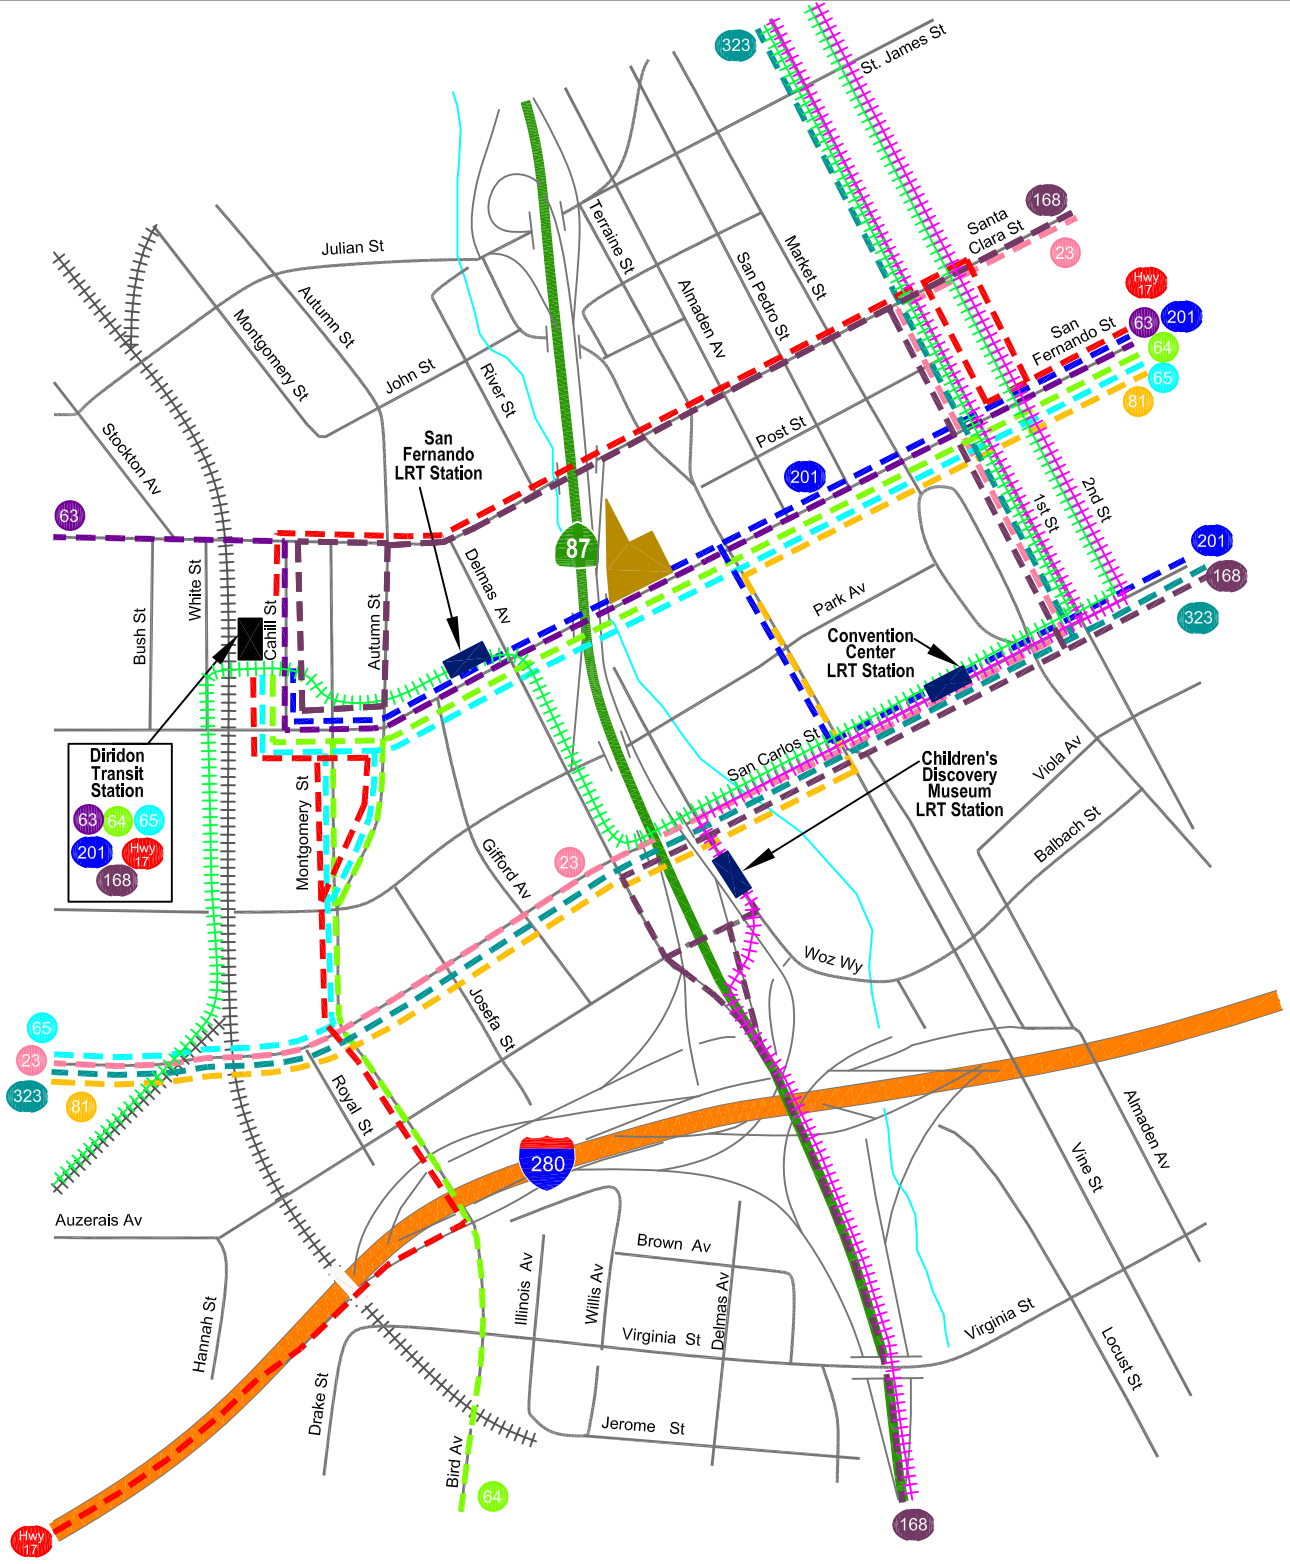 323
St. James St
168
Santa
Clara St
23
Hwy
17
Julian St
Terraine St
Market St
San Pedro St
63
201
San
Fernando St
64
Autumn St
Almaden Av
65
Montgomery St
81
John St
River St
Post St
San
Fernando
LRT Station
Stockton Av
201
63
1st St
2nd St
87
201
Delmas Av
168
White St
Park Av
Bush St
Cahill St
Autumn St
323
Convention
Center
LRT Station
San Carlos St
Viola Av
Diridon
Transit
Station
63
64
65
201
Hwy
17
168
Montgomery St
Children's
Discovery
Museum
LRT Station
Balbach St
23
Gifford Av
Woz Wy
Josefa St
65
23
323
81
Royal St
Almaden Av
280
Vine St
Auzerais Av
Brown Av
Illinois Av
Willis Av
Delmas Av
Hannah St
Virginia St
Virginia St
Locust St
Drake St
Jerome St
Bird Av
64
168
Hwy
17